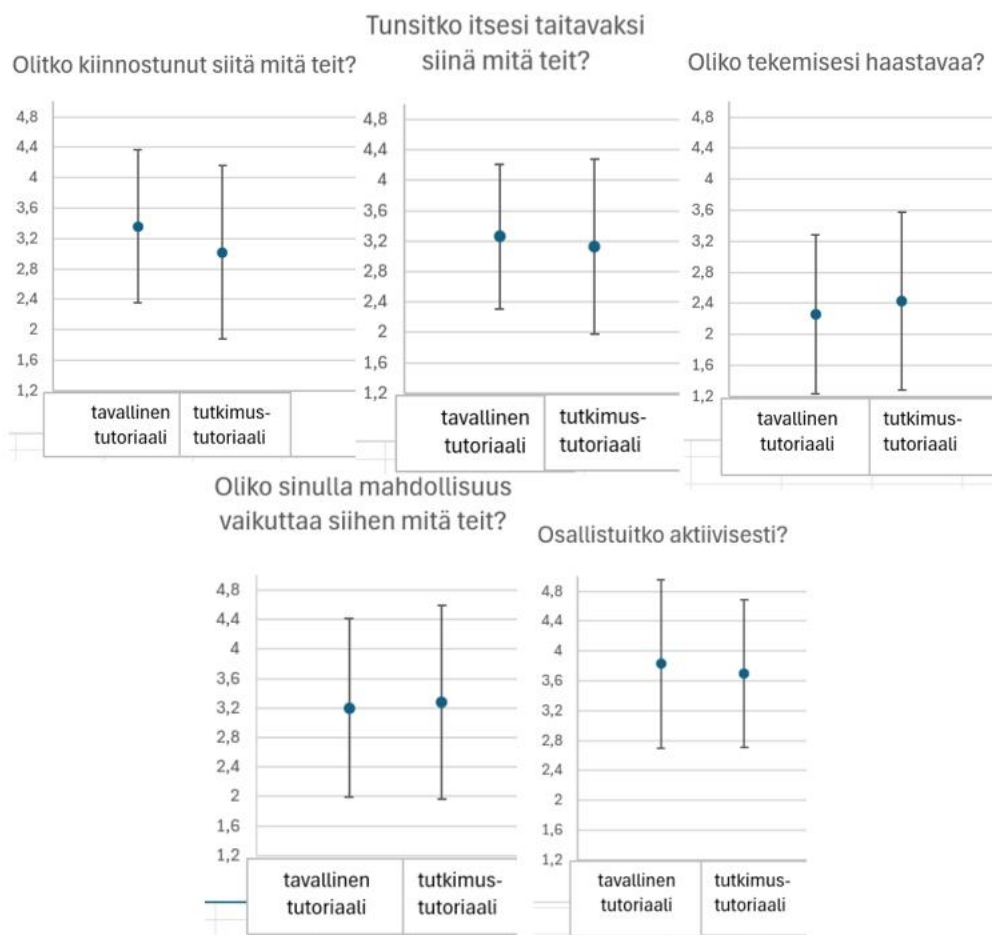 Olitko kiinnostunut siitä mitä teit?
4,8
4,4
4
3,6
3,2
2,8
2,4
2
1,6
1,2
tavallinen tutkimus-
tutoriaali tutoriaali
Tunsitko itsesi taitavaksi
siinä mitä teit?
4,8
4,4
4
3,6
3,2
2,8
2,4
2
1,6
1,2
tavallinen tutkimus-
tutoriaali tutoriaali
Oliko tekemisesi haastavaa?
4,8
4,4
4
3,6
3,2
2,8
2,4
2
1,6
1,2
tavallinen tutkimus-
tutoriaali tutoriaali
Oliko sinulla mahdollisuus
vaikuttaa siihen mitä teit?
4,8
4,4
4
3,6
3,2
2,8
2,4
2
1,6
1,2
tavallinen tutkimus-
tutoriaali tutoriaali
Osallistuitko aktiivisesti?
4,8
4,4
4
3,6
3,2
2,8
2,4
2
1,6
1,2
tavallinen tutkimus-
tutoriaali tutoriaali